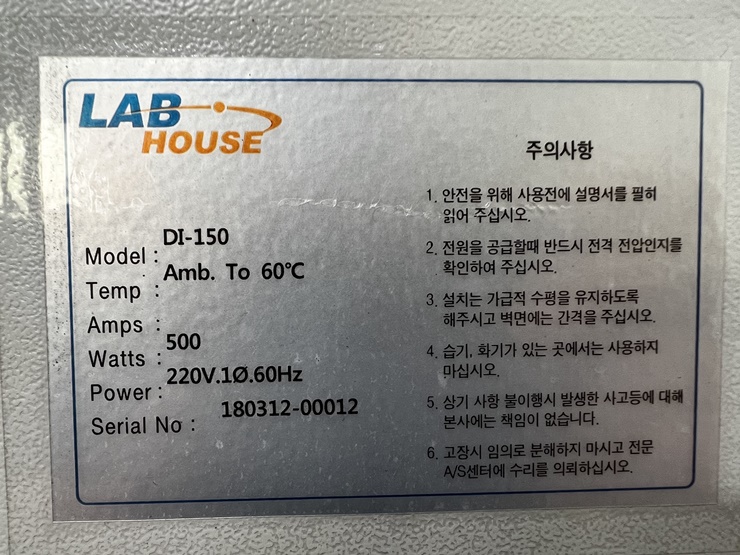 LAB
HOUSE
Model : DI-150
Temp : Amb. To 60℃
Amps :
Watts : 500
Power : 220V.1Ø.60Hz
Serial No : 180312-00012
주의사항
1. 안전을 위해 사용전에 설명서를 필히
읽어 주십시오.
2. 전원을 공급할때 반드시 전격 전압인지를
확인하여 주십시오.
3. 설치는 가급적 수평을 유지하도록
해주시고 벽면에는 간격을 주십시오.
4. 습기, 화기가 있는 곳에서는 사용하지
마십시오.
5. 상기 사항 불이행시 발생한 사고등에 대해
본사에는 책임이 없습니다.
6. 고장시 임의로 분해하지 마시고 전문
A/S센터에 수리를 의뢰하십시오.